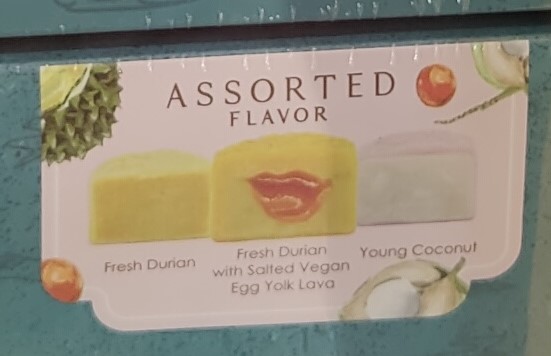 ASSORTED
FLAVOR
Fresh Durian
Fresh Durian
with Salted Vegan
Egg Yolk Lava
Young Coconut